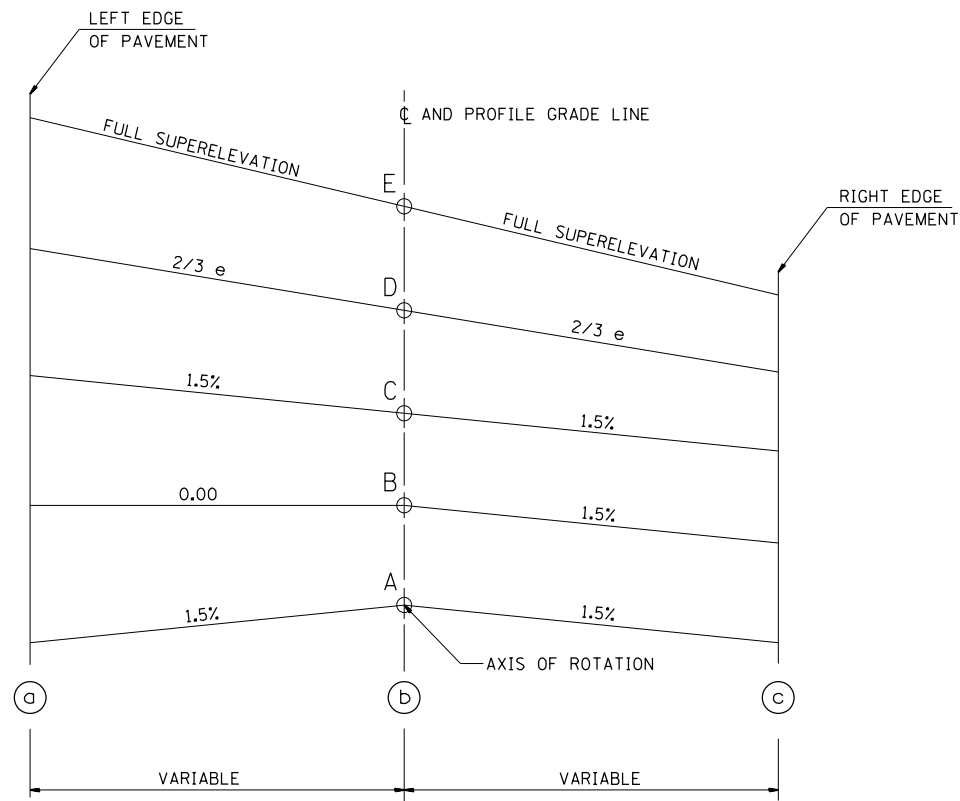 LEFT EDGE
OF PAVEMENT
℄ AND PROFILE GRADE LINE
FULL SUPERELEVATION
E
RIGHT EDGE
OF PAVEMENT
FULL SUPERELEVATION
2/3 e
D
2/3 e
1.5%
C
1.5%
0.00
B
1.5%
A
1.5%
1.5%
AXIS OF ROTATION
a
b
c
VARIABLE
VARIABLE